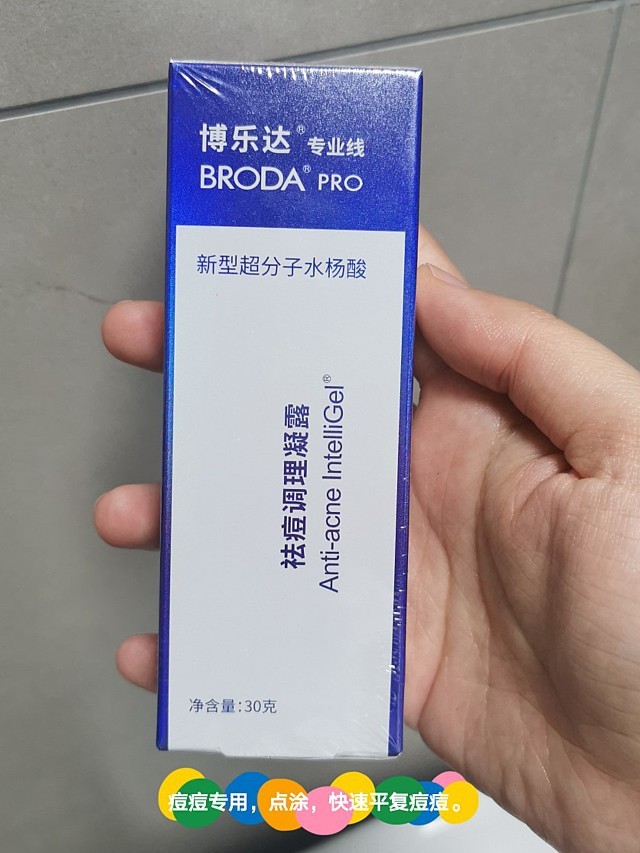 博乐达® 专业线
BRODA® PRO
新型超分子水杨酸
祛痘调理凝露
Anti-acne IntelliGel®
净含量:30克
痘痘专用，点涂，快速平复痘痘。